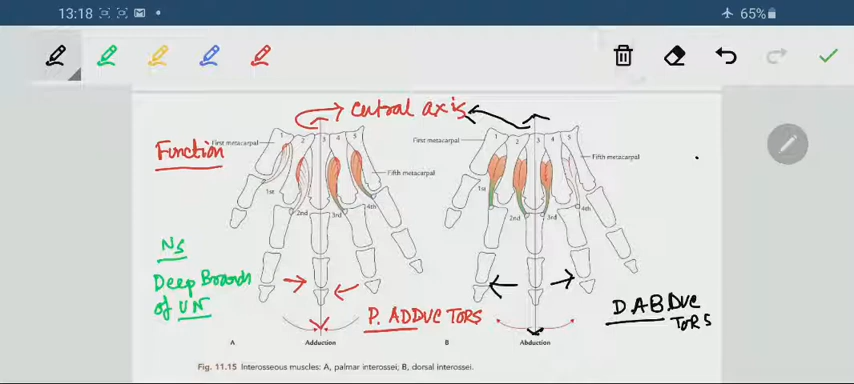 13:18
65%
central axis
Function
First metacarpal
1 2 3 4 5
Fifth metacarpal
1st
2nd 3rd 4th
First metacarpal
1 2 3 4 5
Fifth metacarpal
1st
2nd 3rd 4th
NS
Deep Branch
of UN
P. ADDUCTORS
D ABDUC
TORS
A Adduction
B Abduction
Fig. 11.15 Interosseous muscles: A, palmar interossei; B, dorsal interossei.